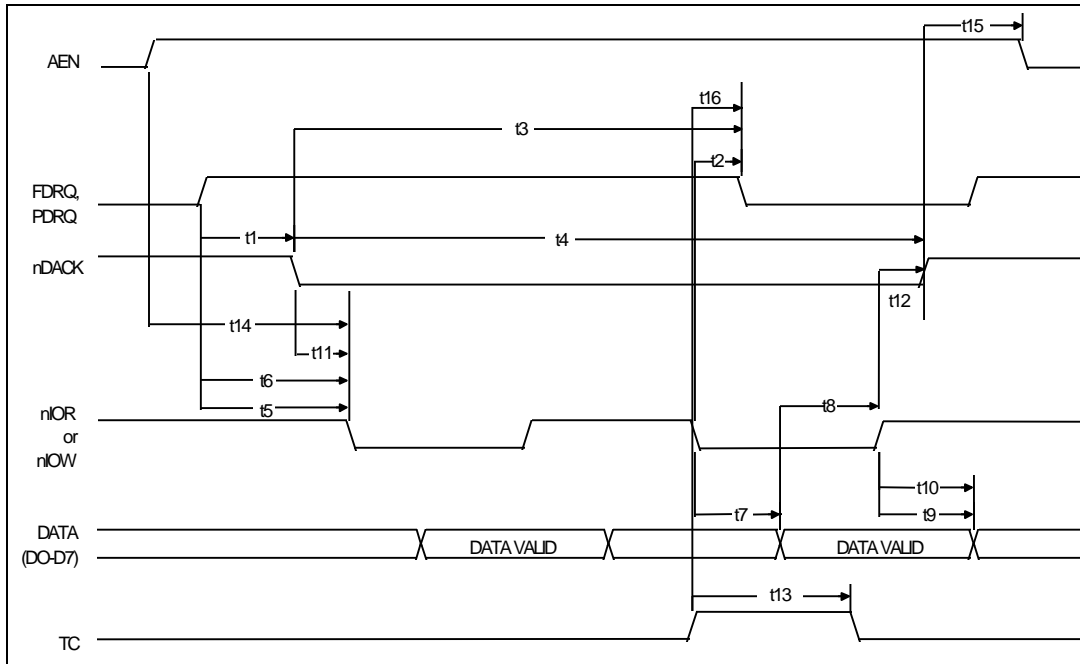 t15
AEN
t16
t3
t2
FDRQ,
PDRQ
t1
t4
nDACK
t12
t14
t11
t6
t5
t8
nIOR
or
nIOW
t10
t7
t9
DATA
(DO-D7)
DATA VALID
DATA VALID
t13
TC